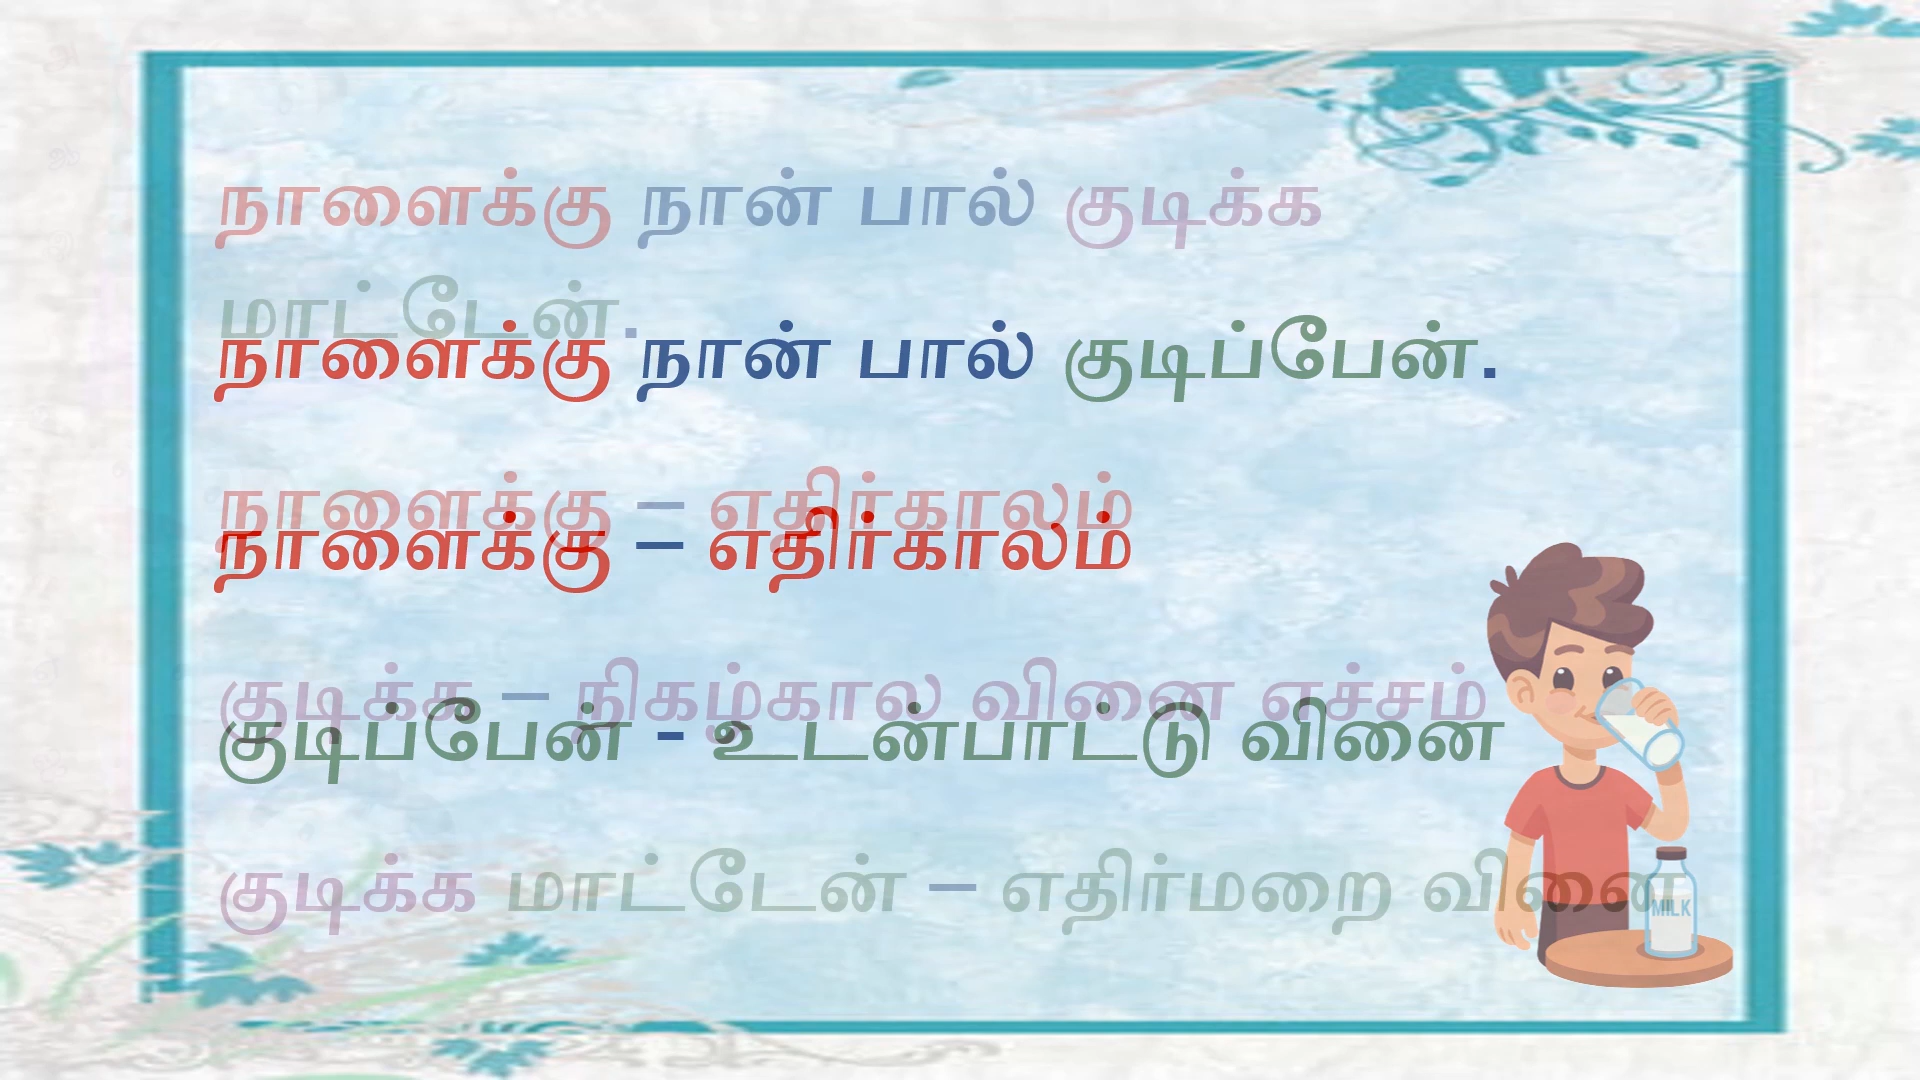 நாளைக்கு நான் பால் குடிக்க
மாட்டேன்.
நாளைக்கு நான் பால் குடிப்பேன்.
நாளைக்கு – எதிர்காலம்
நாளைக்கு – எதிர்காலம்
குடிக்க – நிகழ்கால வினை எச்சம்
குடிப்பேன் - உடன்பாட்டு வினை
குடிக்க மாட்டேன் – எதிர்மறை வினை
MILK